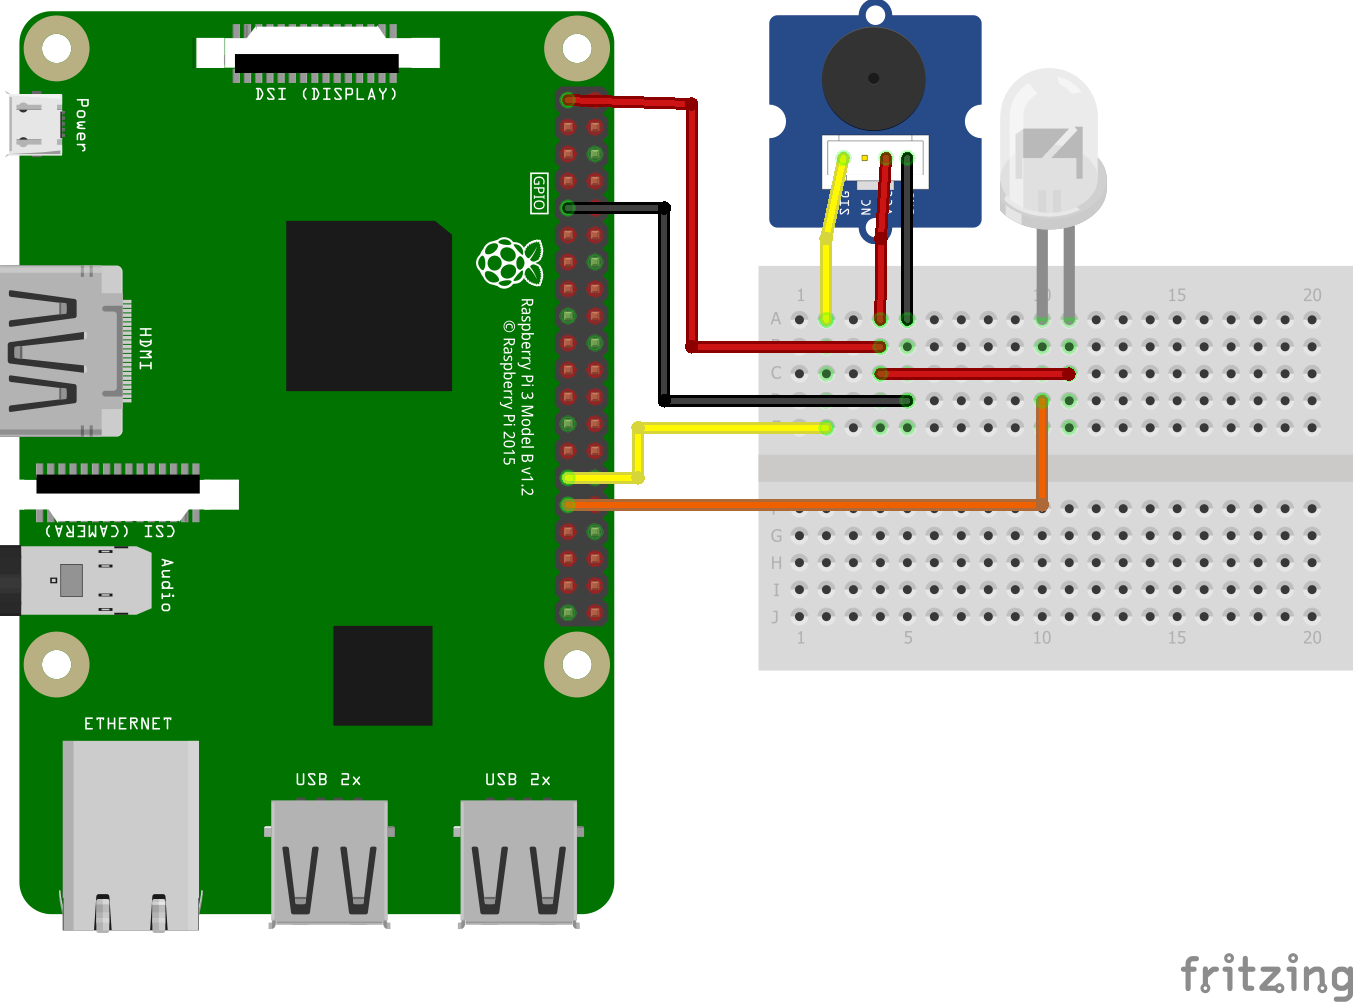 DSI (DISPLAY)
Power
GPIO
HDMI
Raspberry Pi 3 Model B v1.2
© Raspberry Pi 2015
CSI (CAMERA)
Audio
ETHERNET
USB 2x
USB 2x
SIG
NC
1
10
15
20
A
C
G
H
I
J
1
5
10
15
20
fritzing